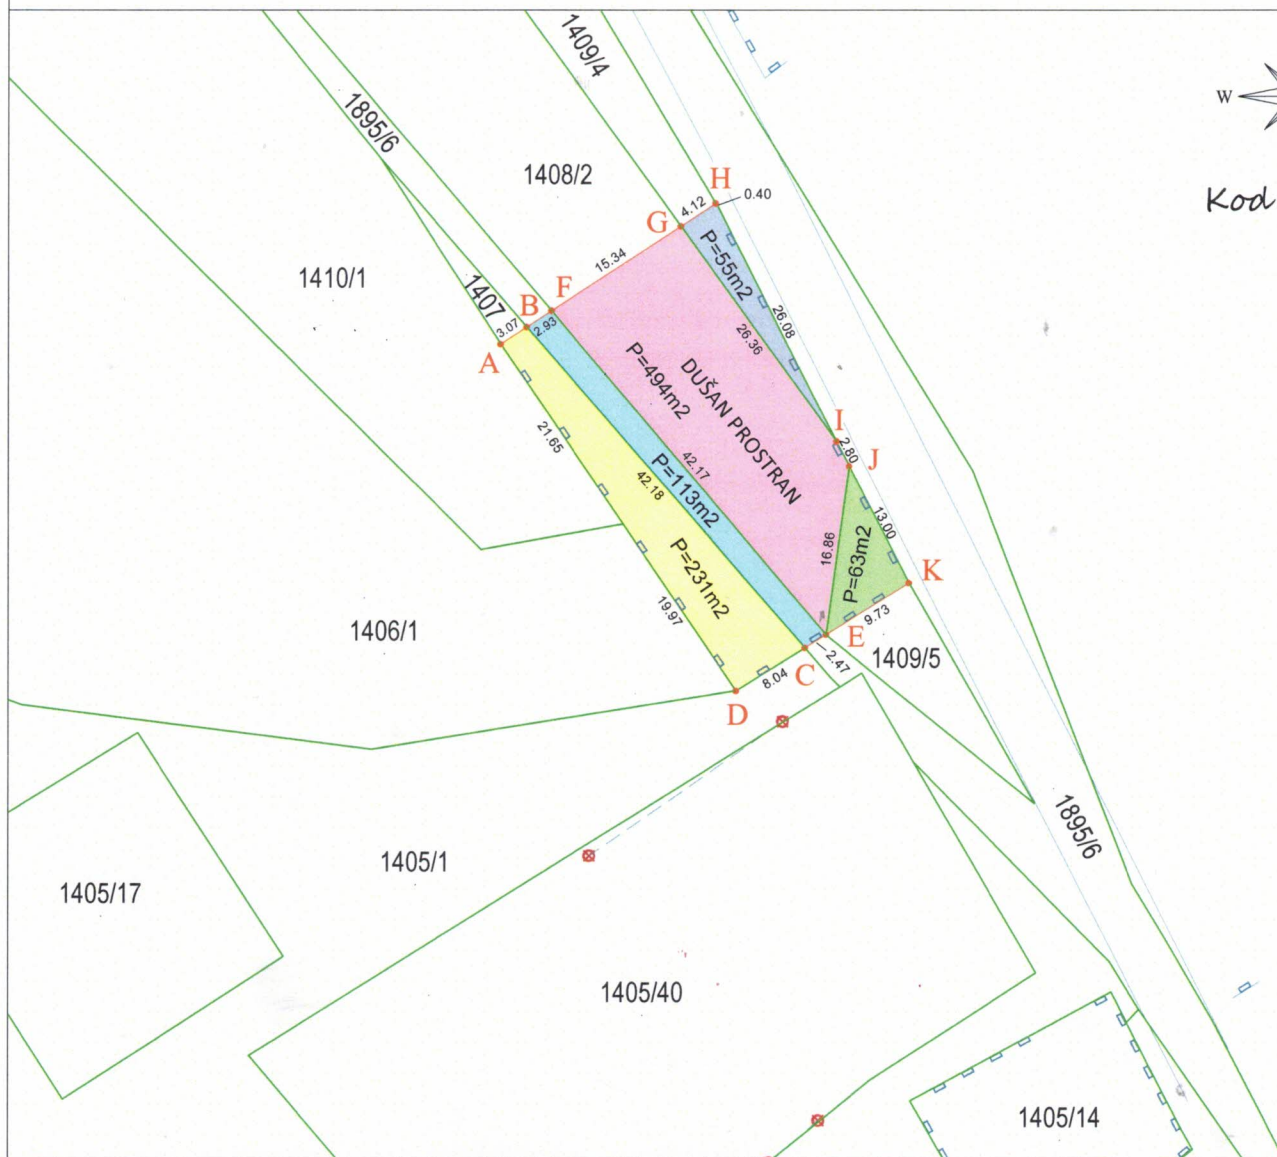 1409/4
1895/6
W
1408/2
H
0.40
4.12
Kod
G
P=55m2
15.34
1410/1
1407
F
B
3.07
2.93
26.08
A
26.36
P=494m2
DUŠAN PROSTRAN
21.65
I
2.80
J
42.17
42.18
P=113m2
13.00
16.86
P=63m2
P=231m2
K
19.97
9.73
1406/1
E
1409/5
2.47
C
8.04
D
1895/6
1405/1
1405/17
1405/40
1405/14